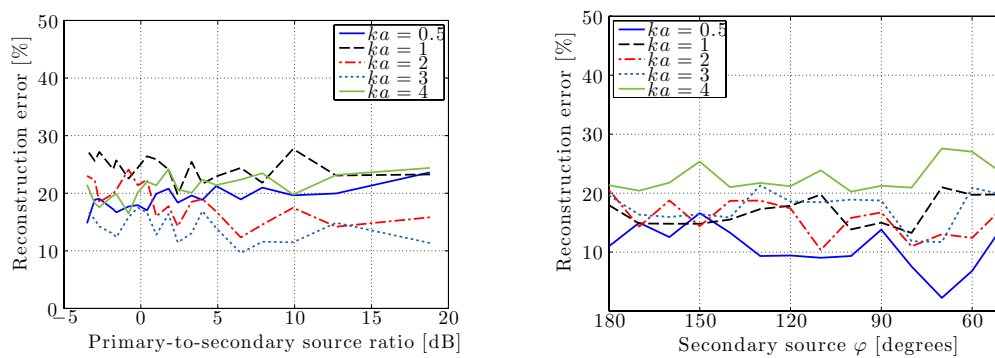 50
40
30
20
10
0
Reconstruction error [%]
ka = 0.5
ka = 1
ka = 2
ka = 3
ka = 4
−5
0
5
10
15
20
Primary-to-secondary source ratio [dB]
50
40
30
20
10
Reconstruction error [%]
ka = 0.5
ka = 1
ka = 2
ka = 3
ka = 4
180
150
120
90
60
Secondary source φ [degrees]